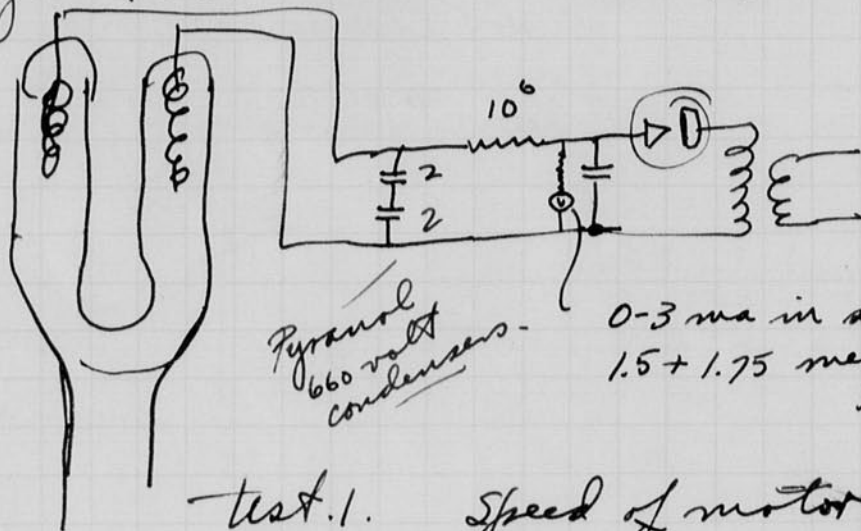 10⁶
2
2
Pyranol
660 volt
condensers -
0-3 ma in
1.5 + 1.75
test. 1. Speed of motor